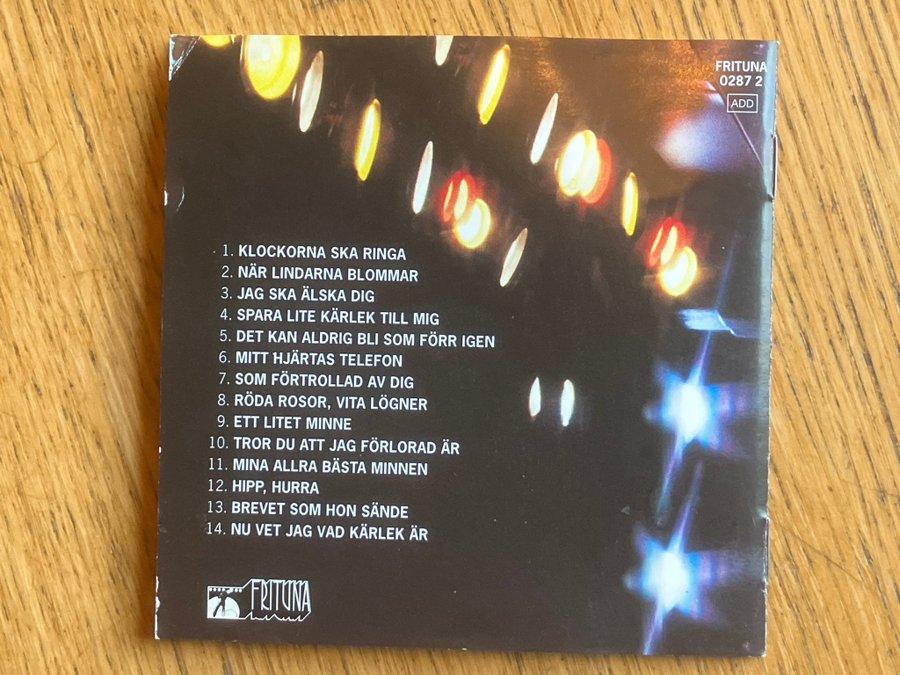 FRITUNA
0287 2
ADD
1. KLOCKORNA SKA RINGA
2. NÄR LINDARNA BLOMMAR
3. JAG SKA ÄLSKA DIG
4. SPARA LITE KÄRLEK TILL MIG
5. DET KAN ALDRIG BLI SOM FÖRR IGEN
6. MITT HJÄRTAS TELEFON
7. SOM FÖRTROLLAD AV DIG
8. RÖDA ROSOR, VITA LÖGNER
9. ETT LITET MINNE
10. TROR DU ATT JAG FÖRLORAD ÄR
11. MINA ALLRA BÄSTA MINNEN
12. HIPP, HURRA
13. BREVET SOM HON SÄNDE
14. NU VET JAG VAD KÄRLEK ÄR
FRITUNA